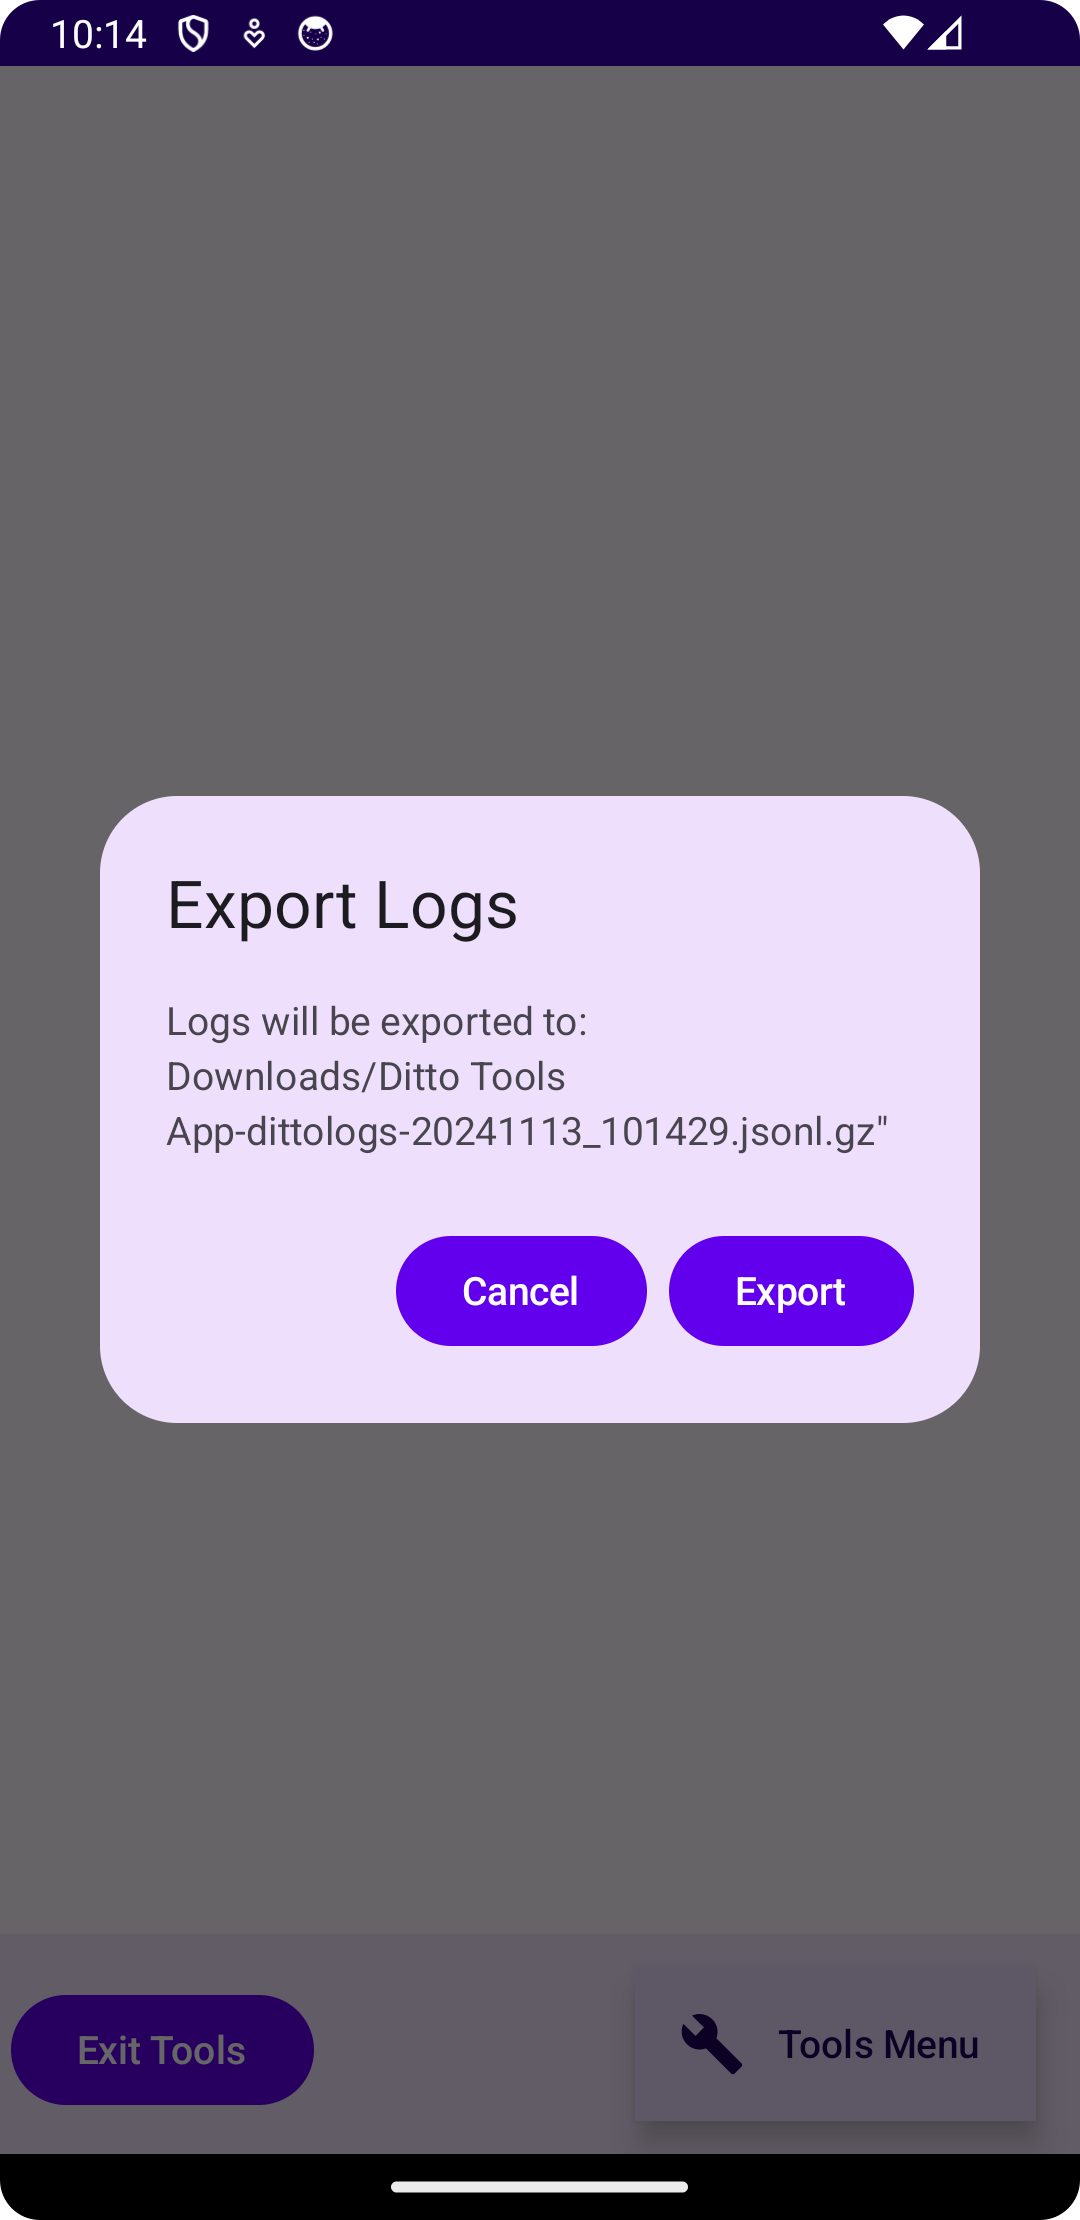 10:14
Export Logs
Logs will be exported to:
Downloads/Ditto Tools
App-dittologs-20241113_101429.jsonl.gz"
Cancel Export
Exit Tools Tools Menu